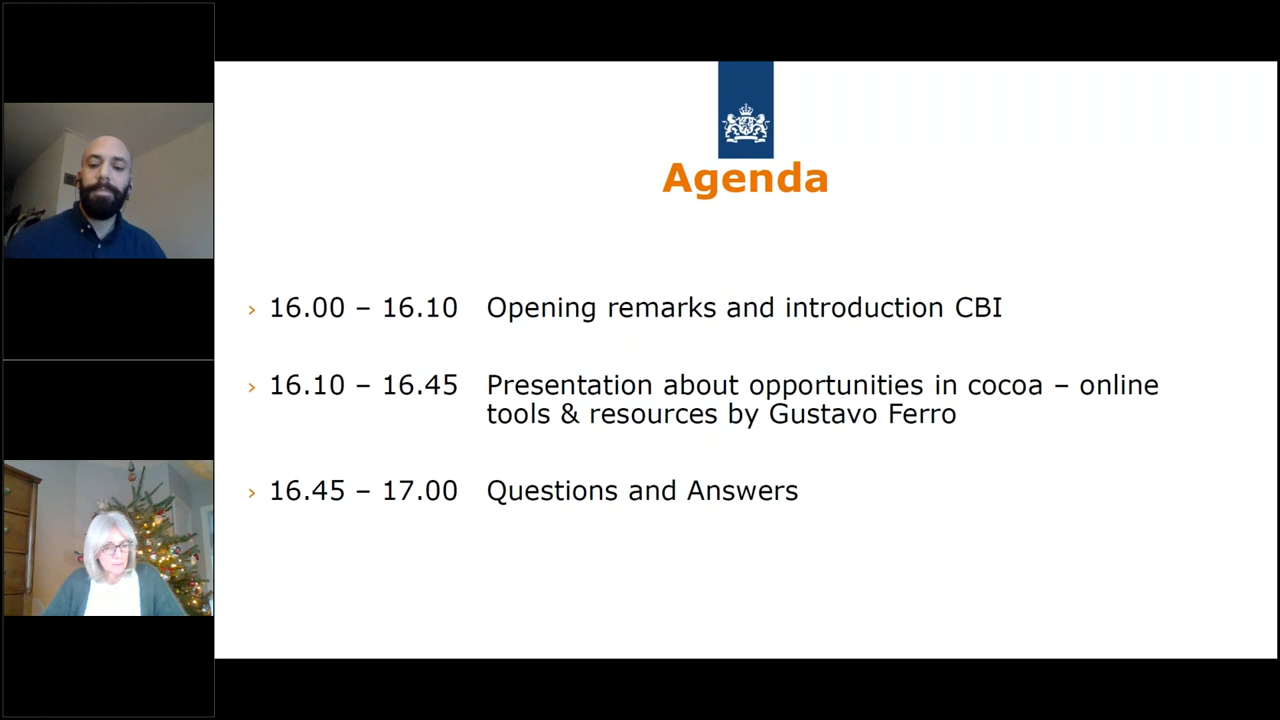 Agenda
› 16.00 – 16.10 Opening remarks and introduction CBI
› 16.10 – 16.45 Presentation about opportunities in cocoa – online
tools & resources by Gustavo Ferro
› 16.45 – 17.00 Questions and Answers